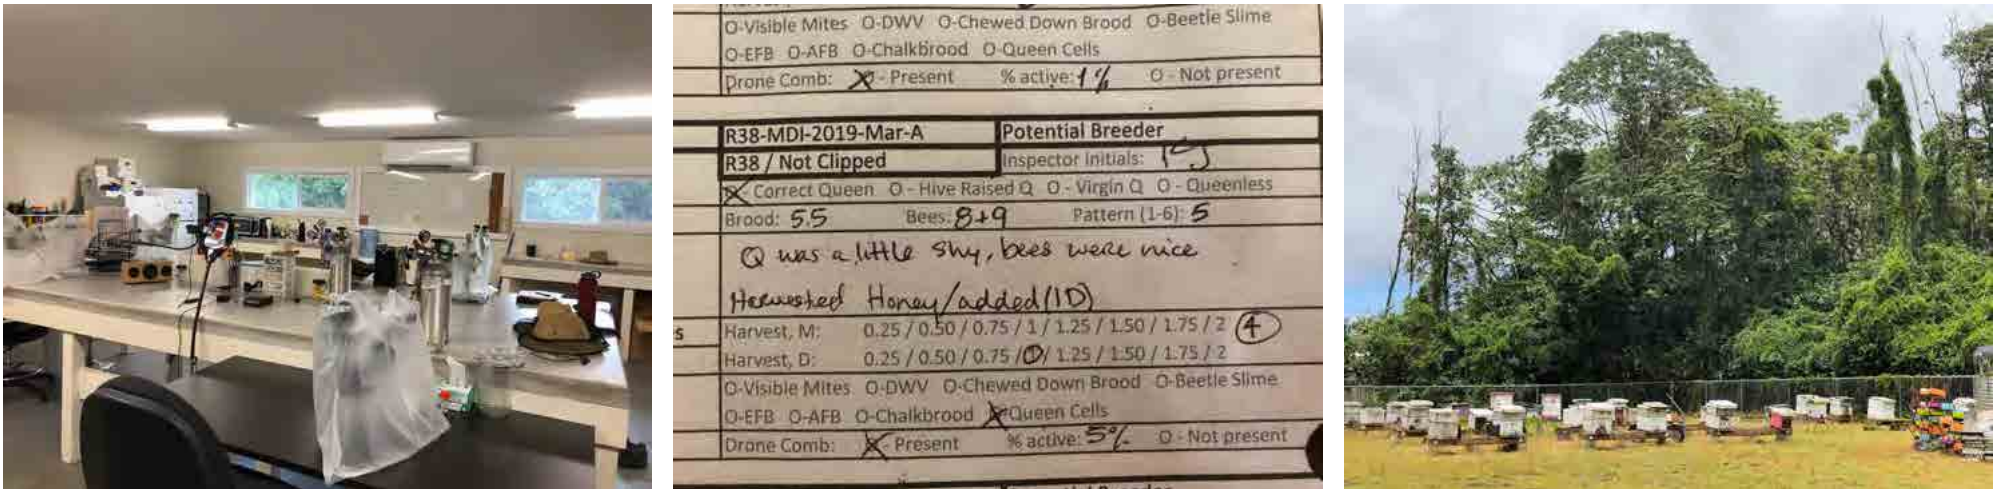 O-Visible Mites O-DWV O-Chewed Down Brood O-Beetle Slime
O-EFB O-AFB O-Chalkbrood O-Queen Cells
Drone Comb: O - Present % active: 1% O - Not present
R38-MDI-2019-Mar-A Potential Breeder
R38 / Not Clipped Inspector Initials:
O - Correct Queen O - Hive Raised Q O - Virgin Q O - Queenless
Brood: 5.5 Bees: 8+9 Pattern (1-6): 5
Q was a little shy, bees were nice
Harvested Honey/added (1D)
s Harvest, M: 0.25 / 0.50 / 0.75 / 1 / 1.25 / 1.50 / 1.75 / 2 4
Harvest, D: 0.25 / 0.50 / 0.75 / 1 / 1.25 / 1.50 / 1.75 / 2
O-Visible Mites O-DWV O-Chewed Down Brood O-Beetle Slime
O-EFB O-AFB O-Chalkbrood O-Queen Cells
Drone Comb: O - Present % active: 5% O - Not present